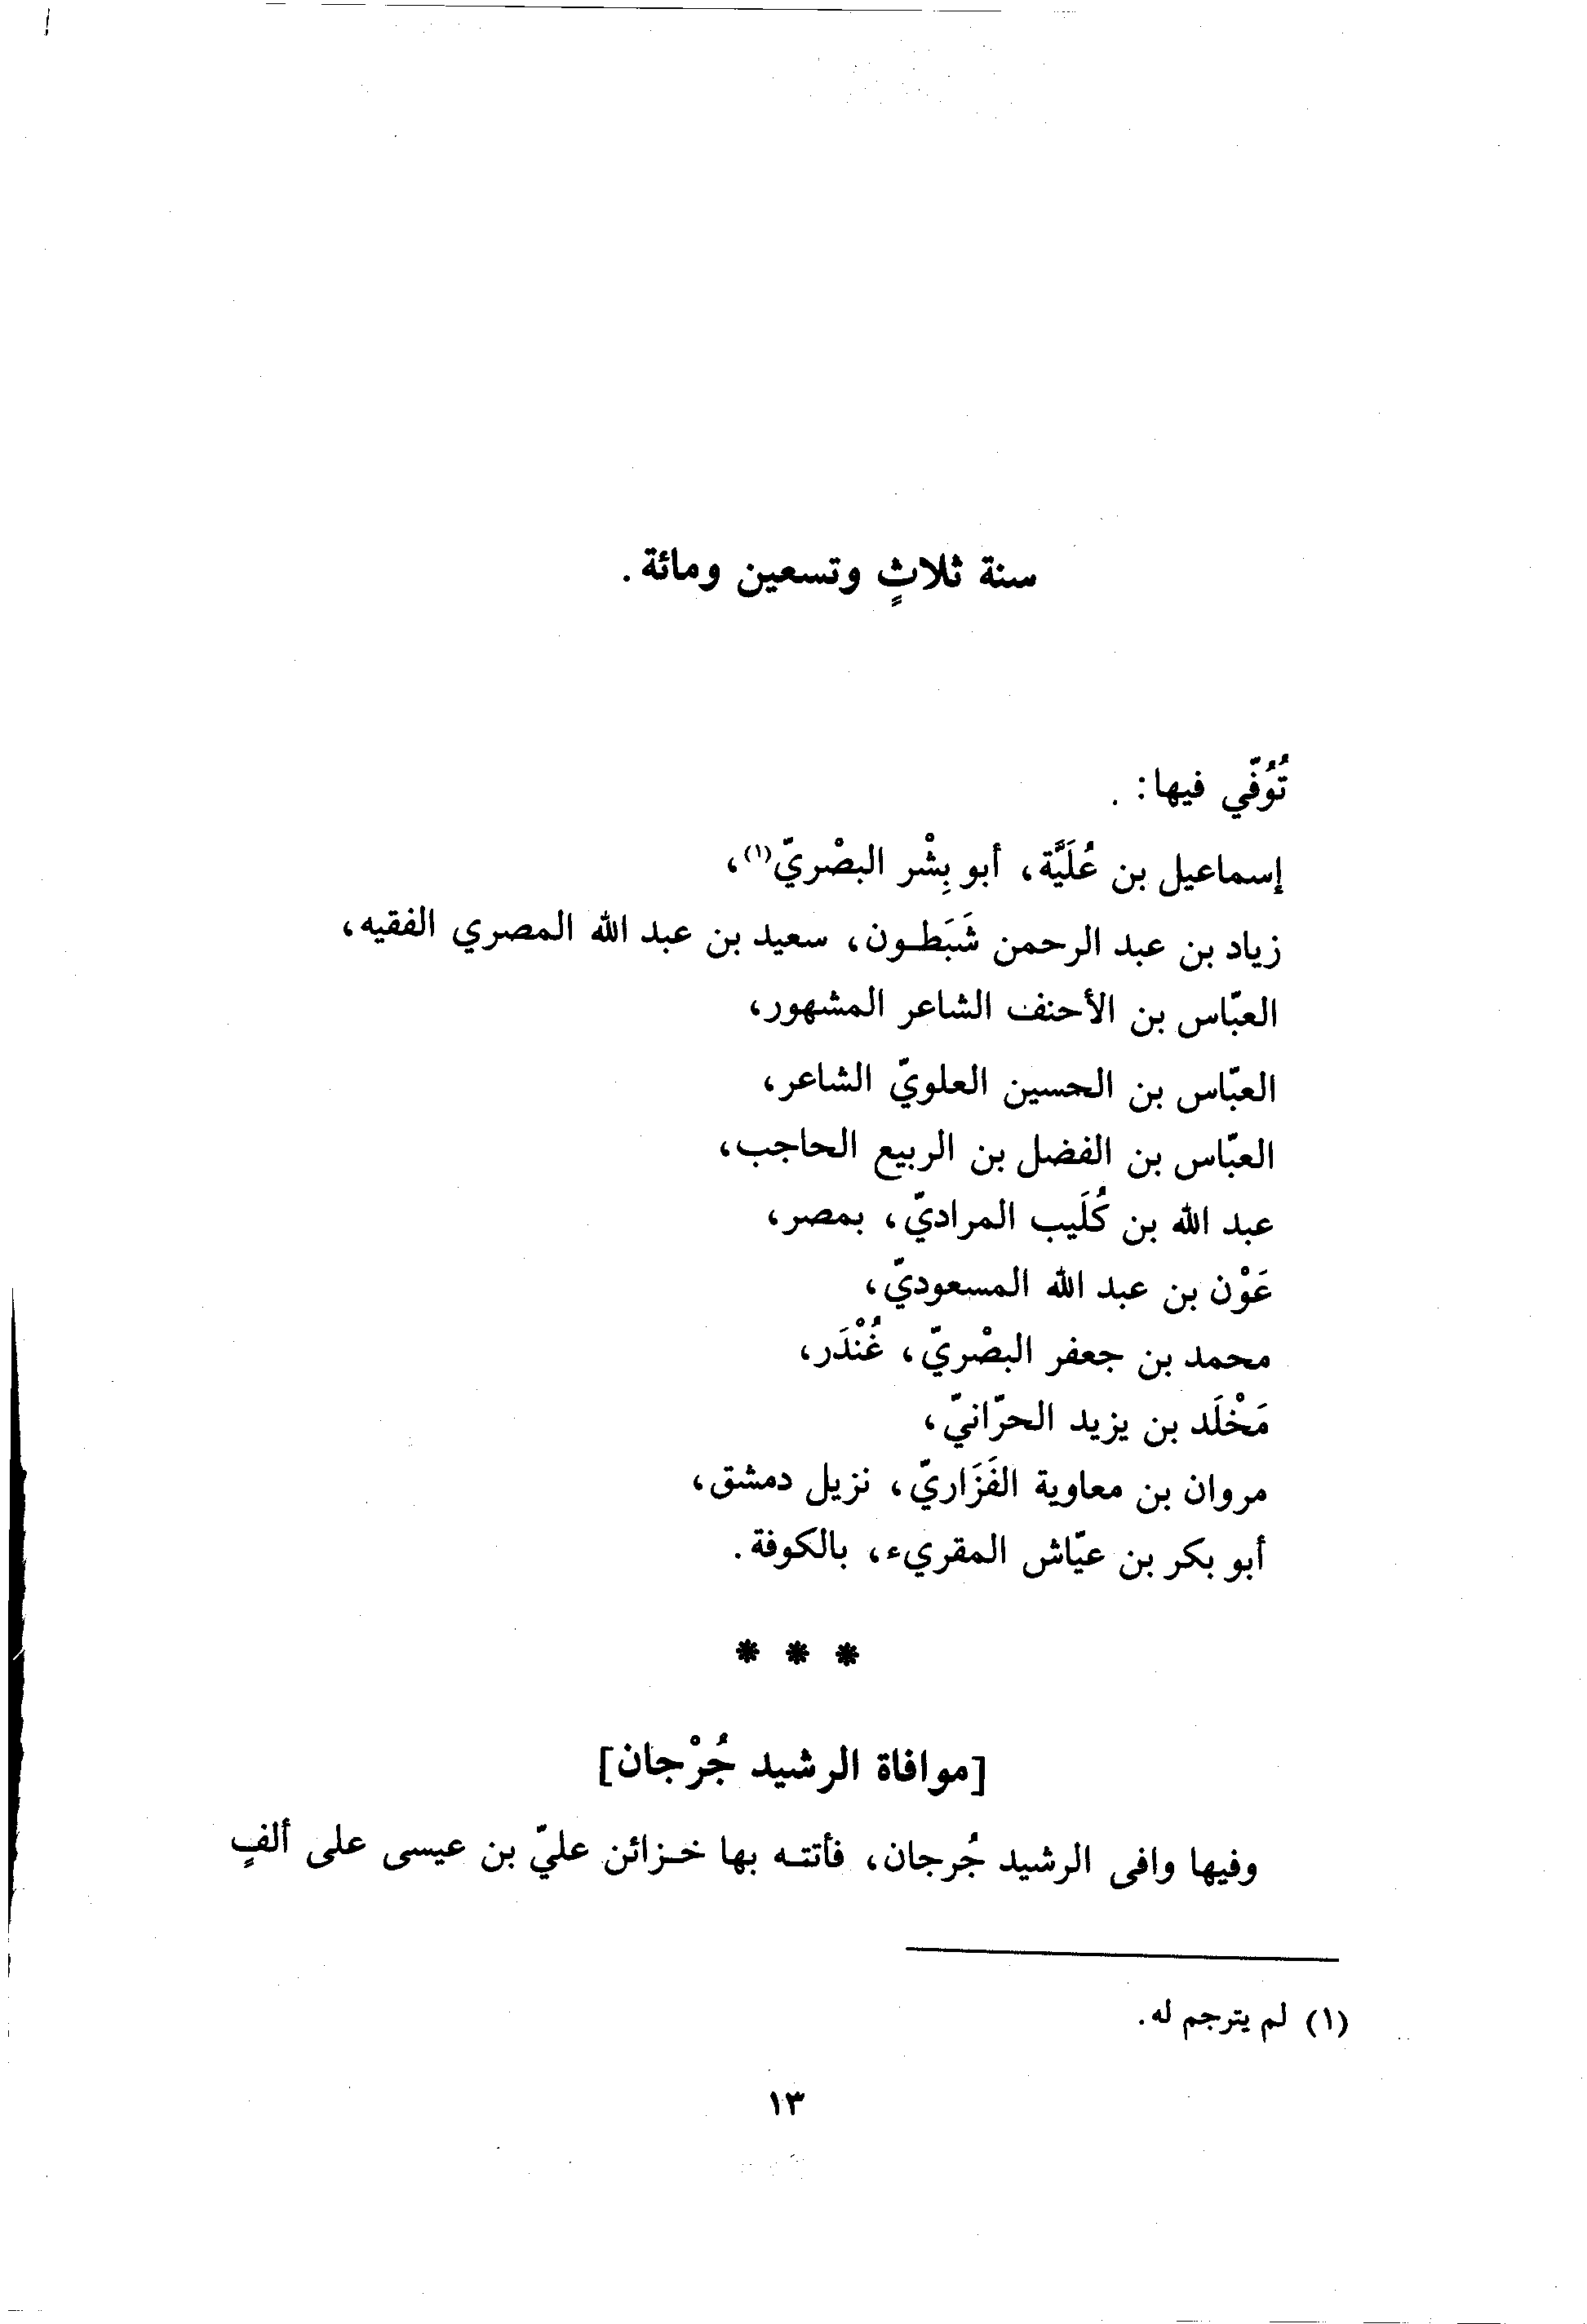 سنة ثلاثٍ وتسعين ومائة.
تُوُفّي فيها:
إسماعيل بن عُلَيَّة، أبو بِشْر البصْريّ(١)،
زياد بن عبد الرحمن شَبَطون، سعيد بن عبد الله المصري الفقيه،
العبّاس بن الأحنف الشاعر المشهور،
العبّاس بن الحسين العلويّ الشاعر،
العبّاس بن الفضل بن الربيع الحاجب،
عبد الله بن كُلَيب المراديّ، بمصر،
عَوْن بن عبد الله المسعوديّ،
محمد بن جعفر البصْريّ، غُنْدَر،
مَخْلَد بن يزيد الحرّانيّ،
مروان بن معاوية الفَزَاريّ، نزيل دمشق،
أبو بكر بن عيّاش المقريء، بالكوفة.
* * *
[موافاة الرشيد جُرْجان]
وفيها وافى الرشيد جُرجان، فأتته بها خزائن عليّ بن عيسى على ألفٍ
(١) لم يترجم له.
١٣